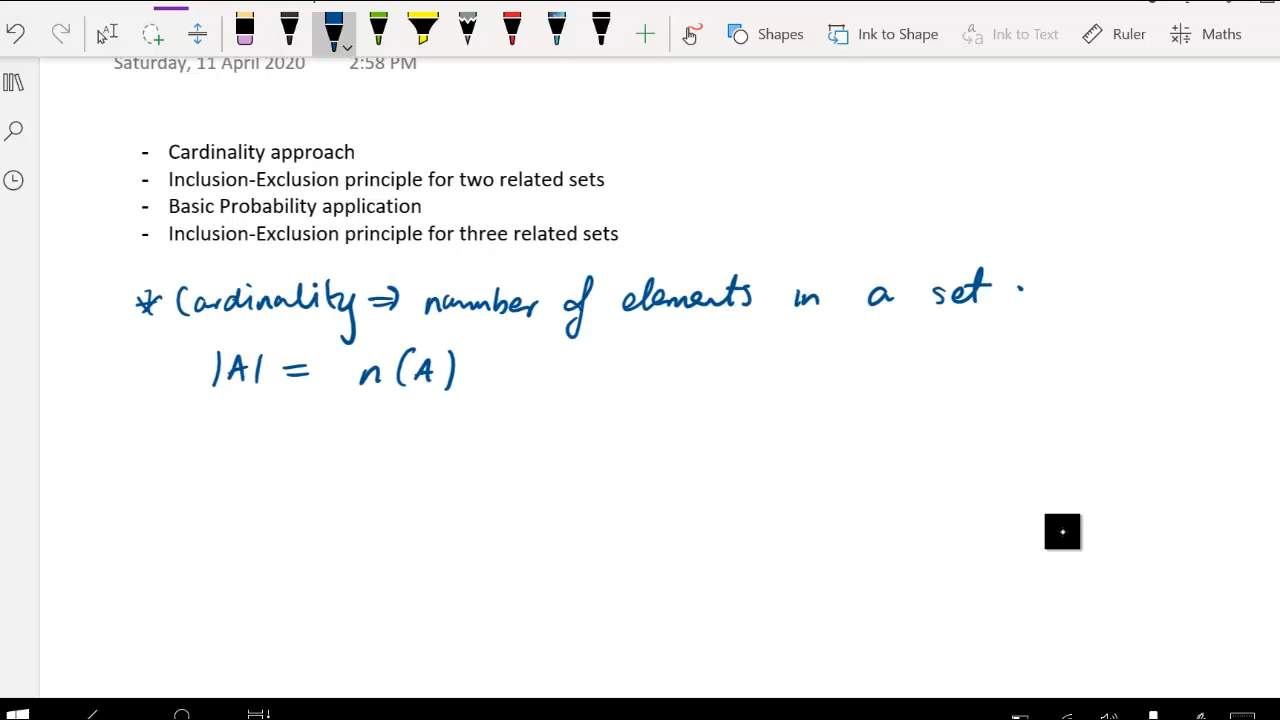 Shapes Ink to Shape Ink to Text Ruler Maths
Saturday, 11 April 2020 2:58 PM
- Cardinality approach
- Inclusion-Exclusion principle for two related sets
- Basic Probability application
- Inclusion-Exclusion principle for three related sets
* Cardinality ⇒ nummber of elements in a set .
|A| = n(A)